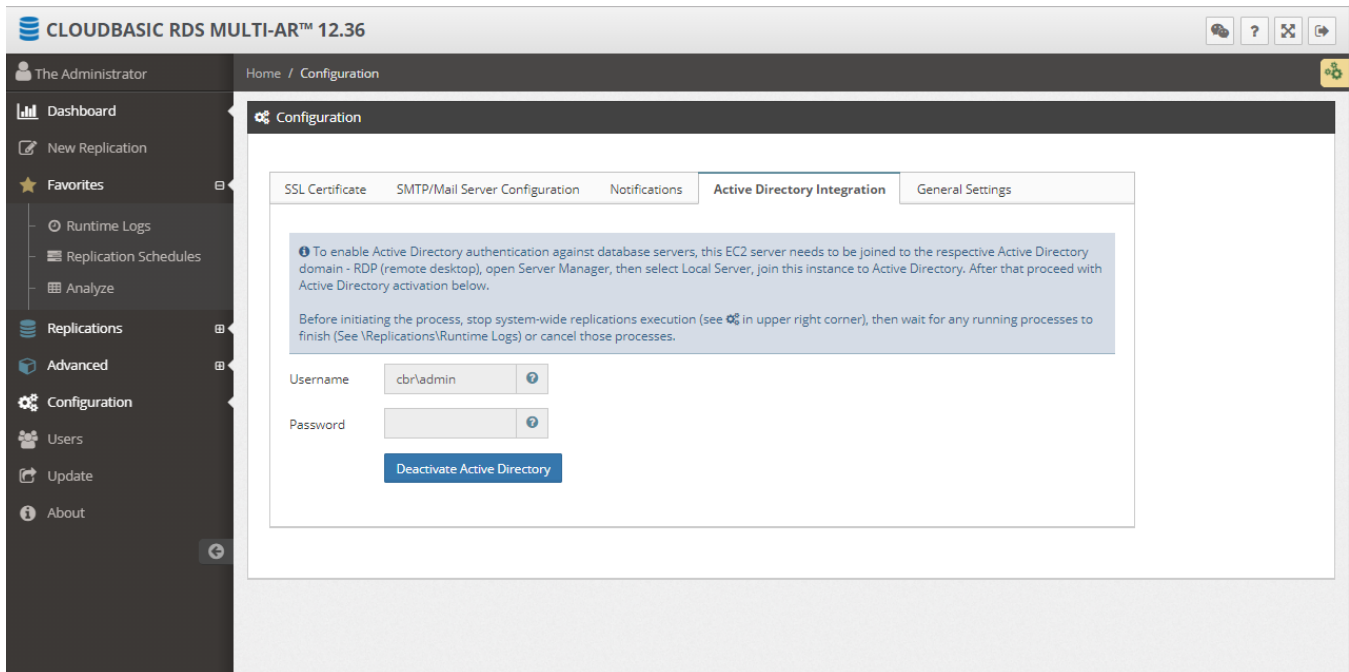 CLOUDBASIC RDS MULTI-AR™ 12.36
?
The Administrator
Home / Configuration
Dashboard
New Replication
Favorites
Runtime Logs
Replication Schedules
Analyze
Replications
Advanced
Configuration
Users
Update
About
Configuration
SSL Certificate SMTP/Mail Server Configuration Notifications Active Directory Integration General Settings
To enable Active Directory authentication against database servers, this EC2 server needs to be joined to the respective Active Directory
domain - RDP (remote desktop), open Server Manager, then select Local Server, join this instance to Active Directory. After that proceed with
Active Directory activation below.
Before initiating the process, stop system-wide replications execution (see in upper right corner), then wait for any running processes to
finish (See \Replications\Runtime Logs) or cancel those processes.
Username cbr\admin ?
Password ?
Deactivate Active Directory